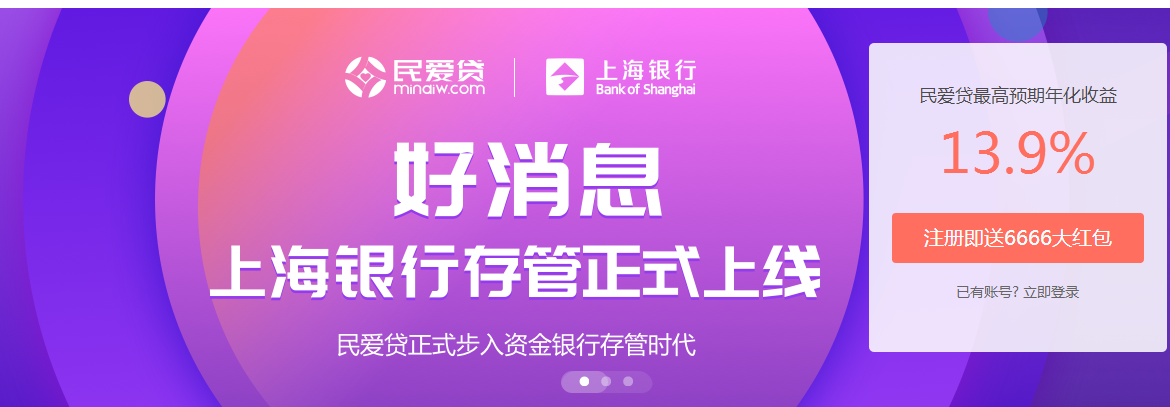 民爱贷 上海银行
minaiw.com Bank of Shanghai
好消息
上海银行存管正式上线
民爱贷正式步入资金银行存管时代
民爱贷最高预期年化收益
13.9%
注册即送6666大红包
已有账号? 立即登录